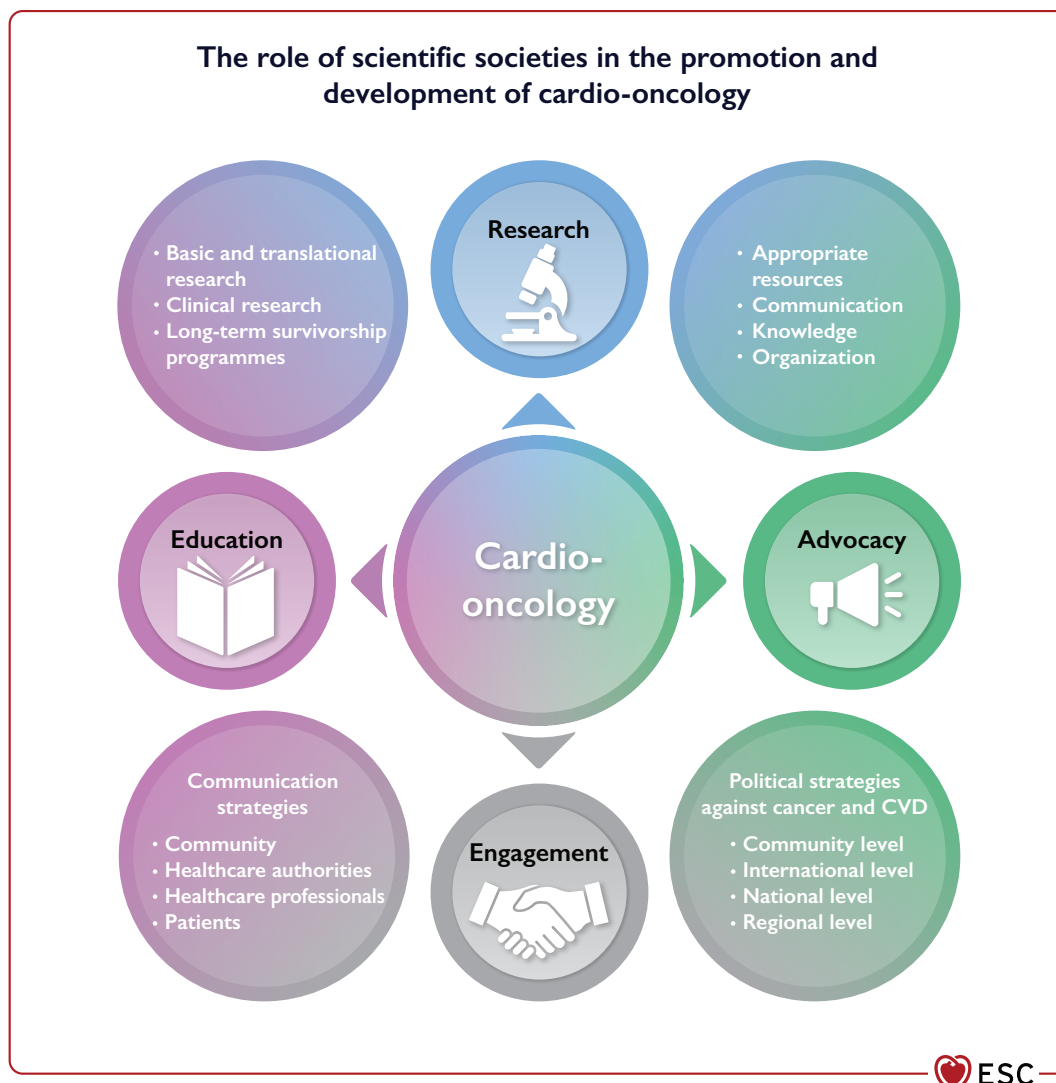 The role of scientific societies in the promotion and
development of cardio-oncology
· Basic and translational
research
· Clinical research
· Long-term survivorship
programmes
Research
· Appropriate
resources
· Communication
· Knowledge
· Organization
Education
Cardio-
oncology
Advocacy
Communication
strategies
· Community
· Healthcare authorities
· Healthcare professionals
· Patients
Engagement
Political strategies
against cancer and CVD
· Community level
· International level
· National level
· Regional level
ESC